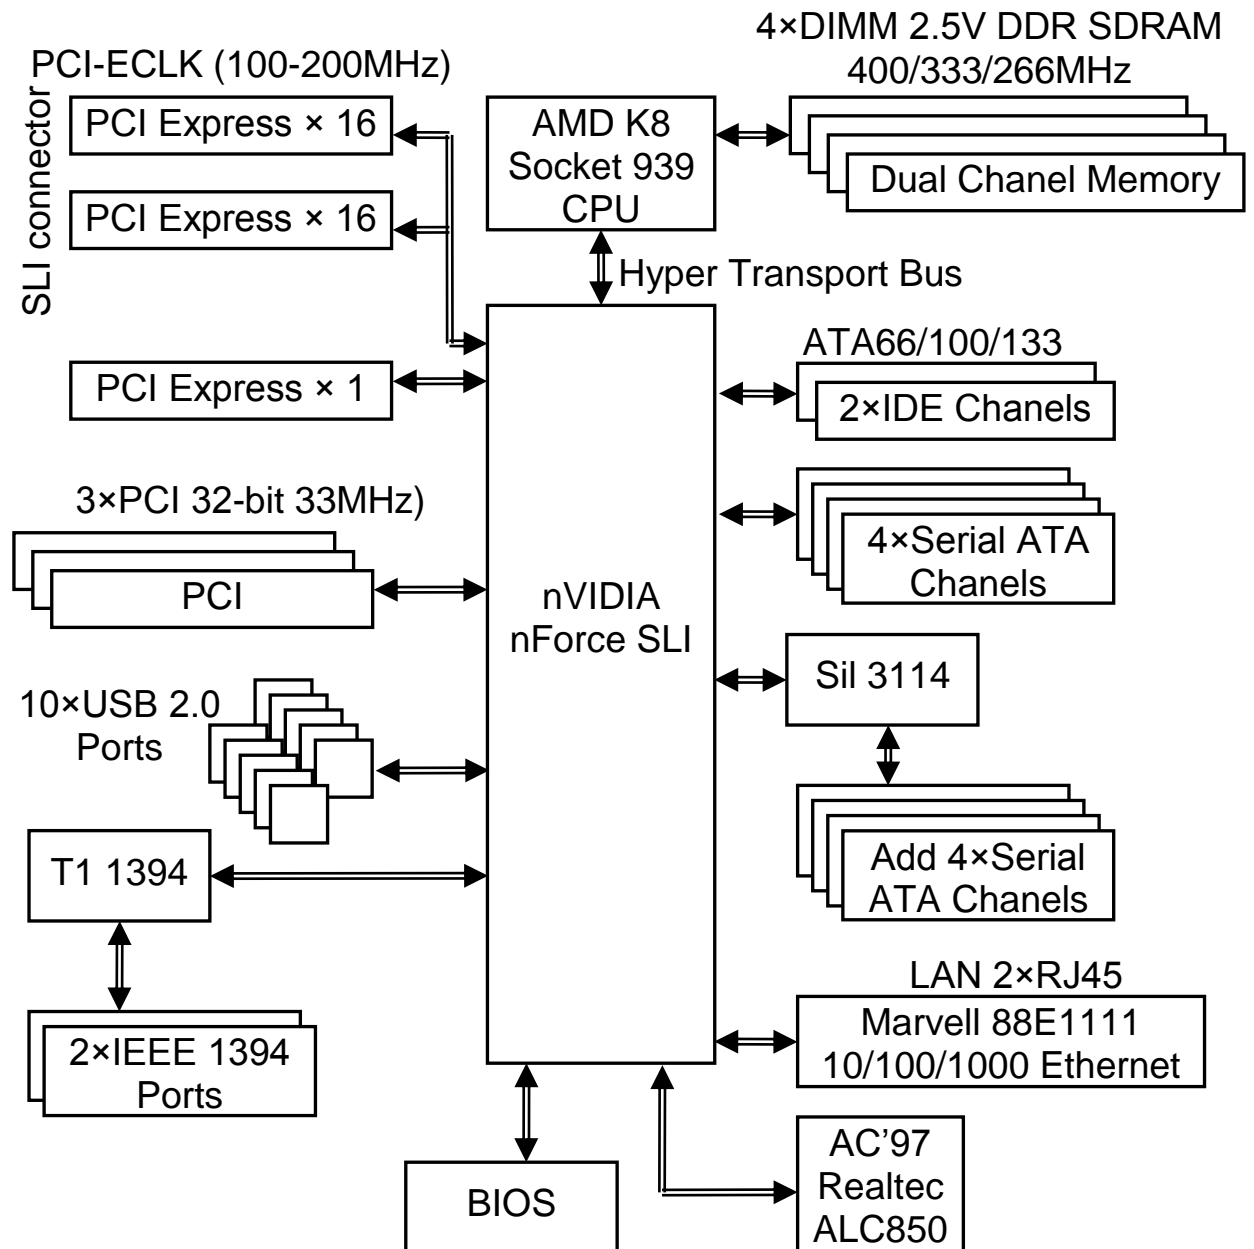 4×DIMM 2.5V DDR SDRAM
400/333/266MHz
PCI-ECLK (100-200MHz)
SLI connector
PCI Express × 16
PCI Express × 16
AMD K8
Socket 939
CPU
Dual Chanel Memory
Hyper Transport Bus
PCI Express × 1
ATA66/100/133
2×IDE Chanels
3×PCI 32-bit 33MHz)
PCI
4×Serial ATA
Chanels
nVIDIA
nForce SLI
Sil 3114
10×USB 2.0
Ports
T1 1394
Add 4×Serial
ATA Chanels
2×IEEE 1394
Ports
LAN 2×RJ45
Marvell 88E1111
10/100/1000 Ethernet
BIOS
AC’97
Realtec
ALC850